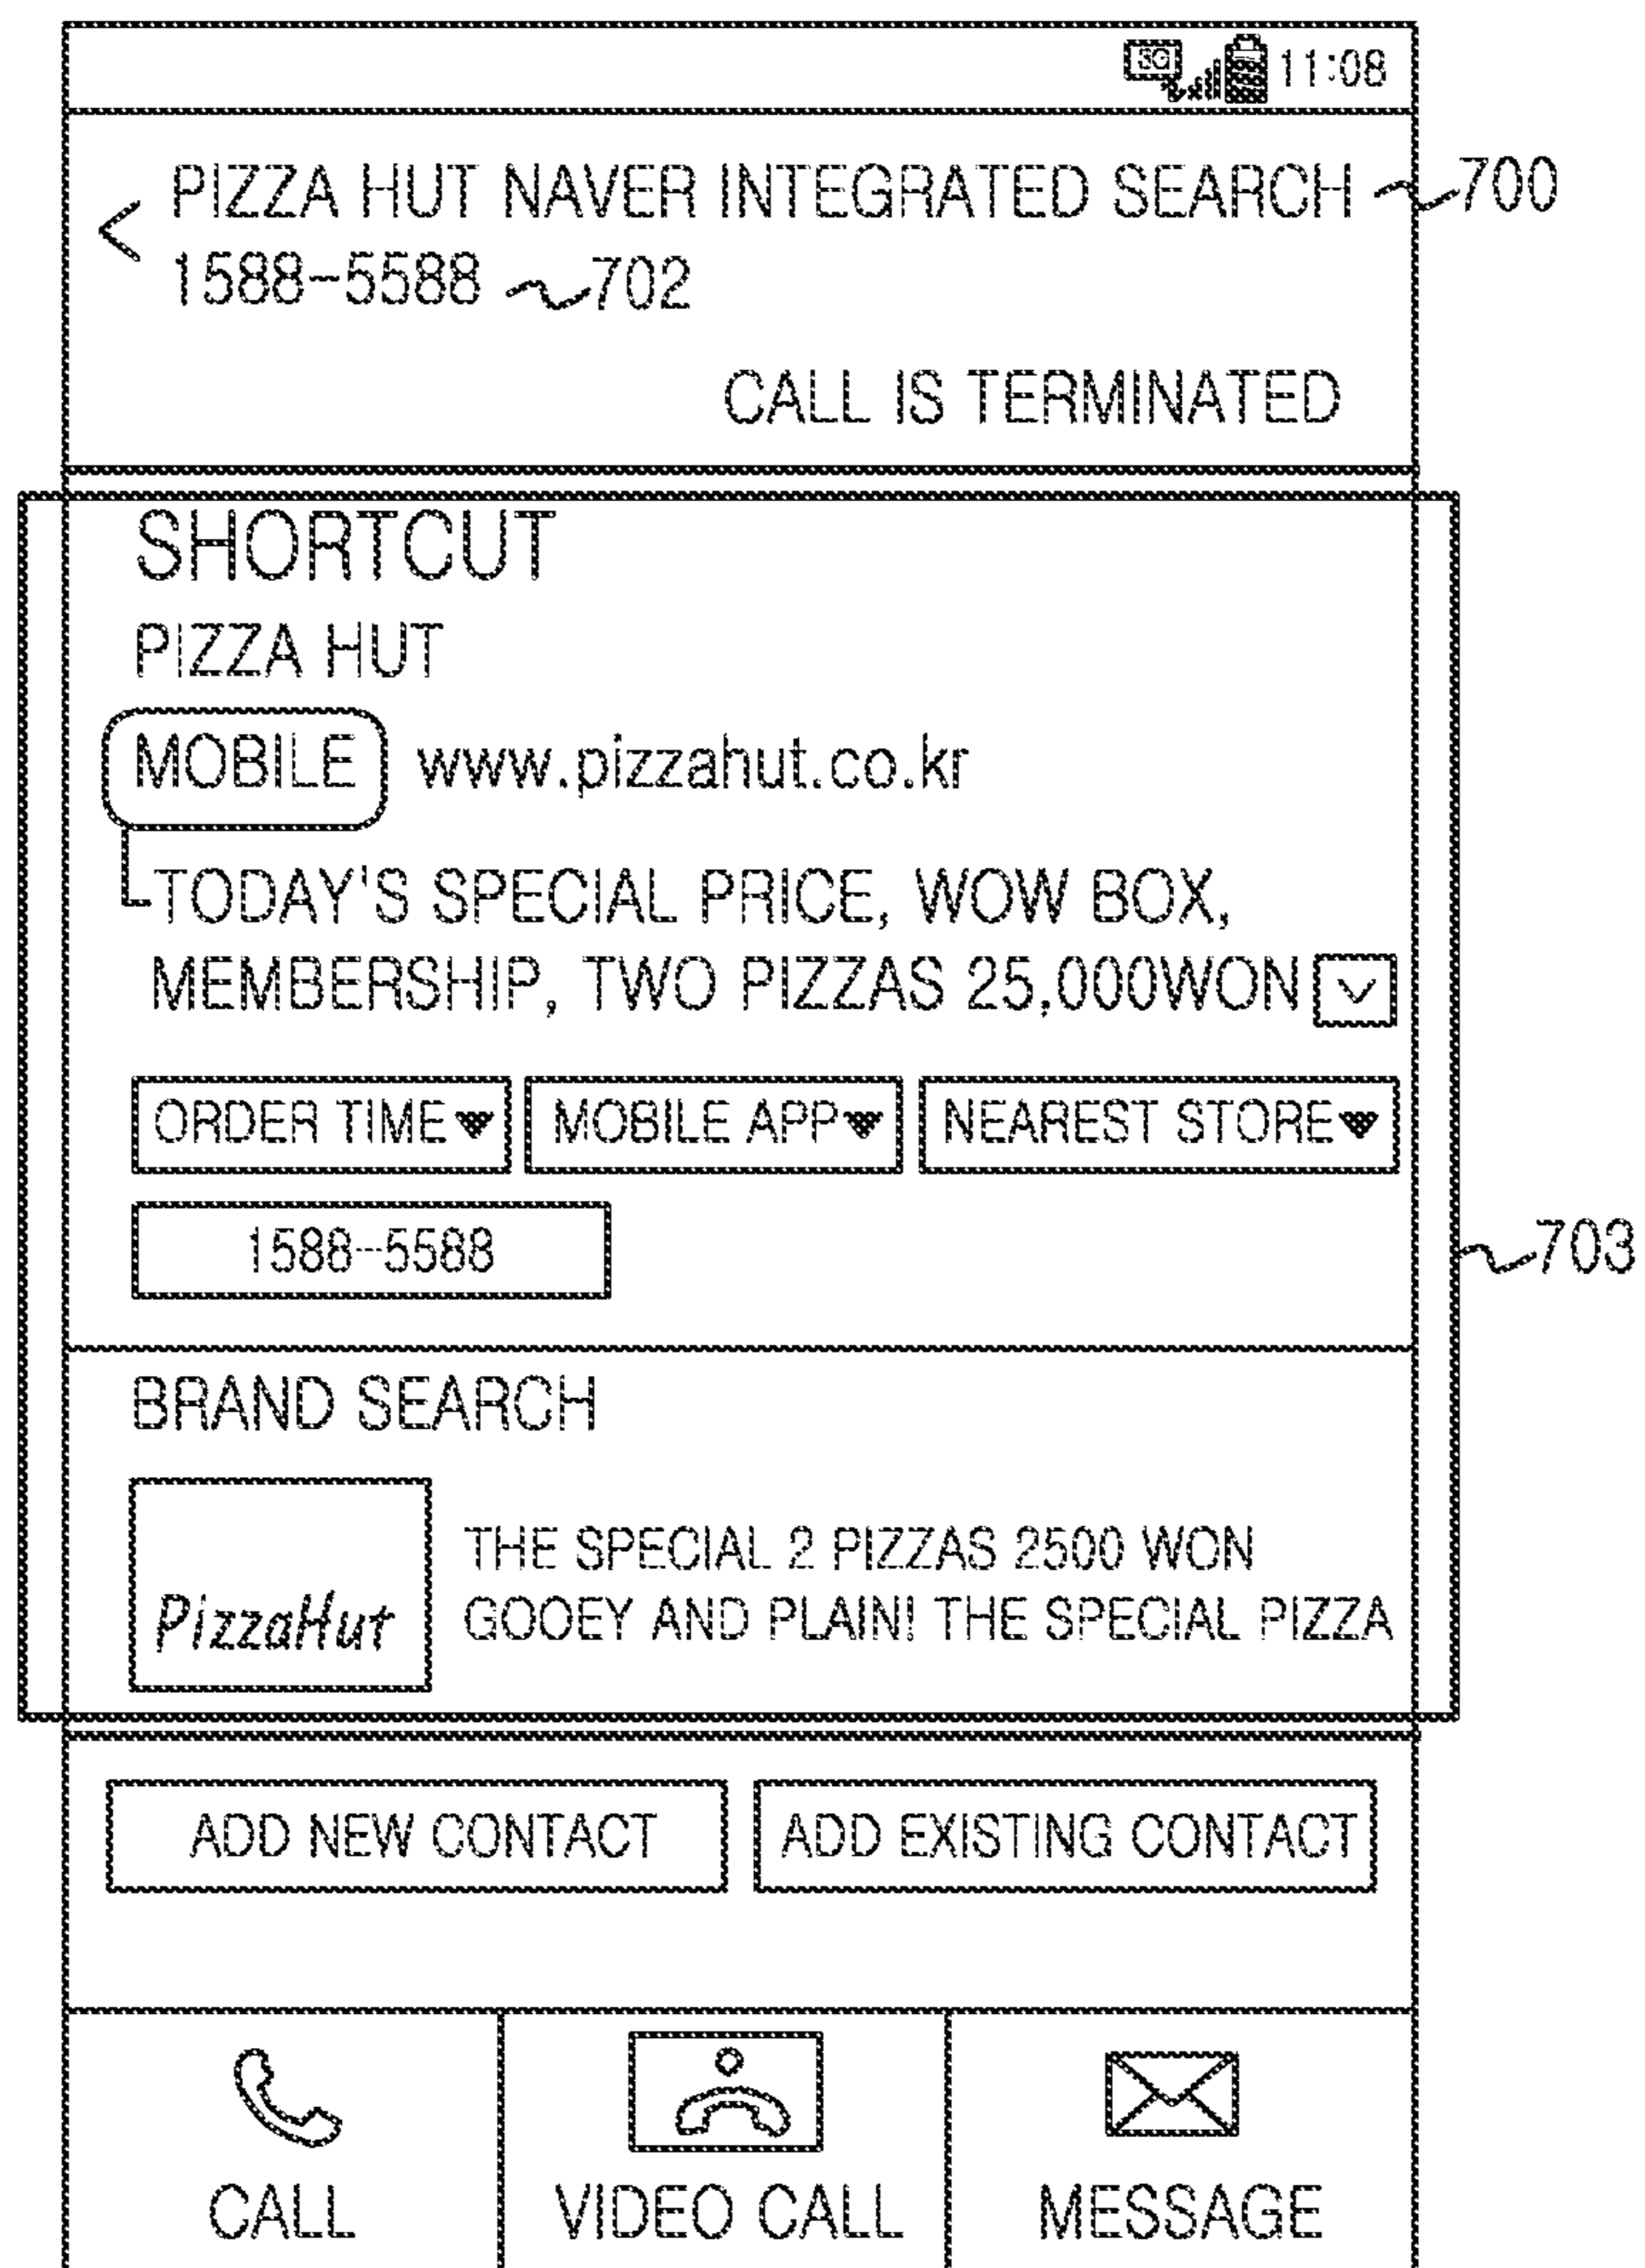 3G 11:08
< PIZZA HUT NAVER INTEGRATED SEARCH 700
1588-5588 702
CALL IS TERMINATED
SHORTCUT
PIZZA HUT
MOBILE www.pizzahut.co.kr
TODAY'S SPECIAL PRICE, WOW BOX,
MEMBERSHIP, TWO PIZZAS 25,000WON
ORDER TIME MOBILE APP NEAREST STORE
1588-5588
703
BRAND SEARCH
THE SPECIAL 2 PIZZAS 2500 WON
PizzaHut GOOEY AND PLAIN! THE SPECIAL PIZZA
ADD NEW CONTACT ADD EXISTING CONTACT
CALL VIDEO CALL MESSAGE